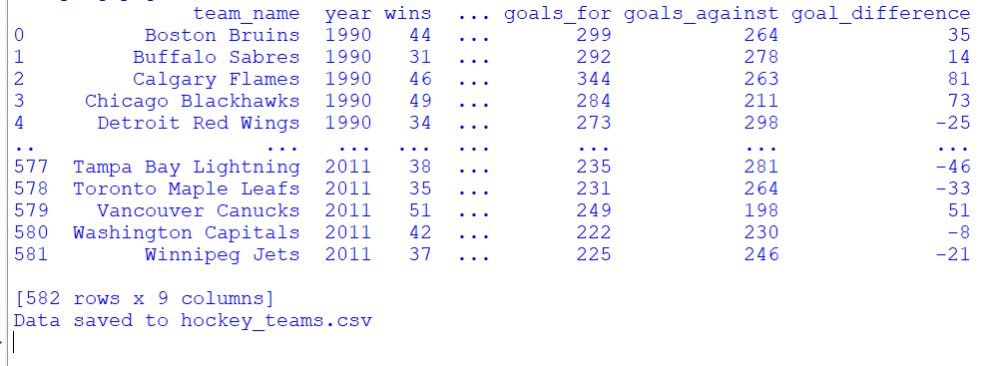 team_name year wins ... goals_for goals_against goal_difference
0 Boston Bruins 1990 44 ... 299 264 35
1 Buffalo Sabres 1990 31 ... 292 278 14
2 Calgary Flames 1990 46 ... 344 263 81
3 Chicago Blackhawks 1990 49 ... 284 211 73
4 Detroit Red Wings 1990 34 ... 273 298 -25
.. ... ... ... ... ... ... ...
577 Tampa Bay Lightning 2011 38 ... 235 281 -46
578 Toronto Maple Leafs 2011 35 ... 231 264 -33
579 Vancouver Canucks 2011 51 ... 249 198 51
580 Washington Capitals 2011 42 ... 222 230 -8
581 Winnipeg Jets 2011 37 ... 225 246 -21
[582 rows x 9 columns]
Data saved to hockey_teams.csv